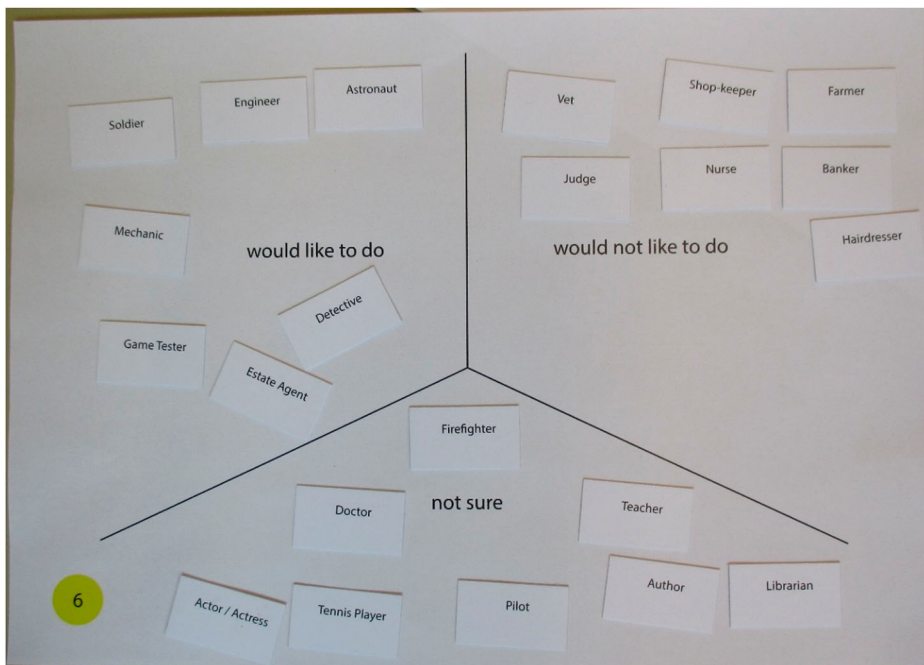 Soldier
Engineer
Astronaut
Mechanic
would like to do
Detective
Game Tester
Estate Agent
Vet
Shop-keeper
Farmer
Judge
Nurse
Banker
would not like to do
Hairdresser
Firefighter
not sure
Doctor
Teacher
Actor / Actress
Tennis Player
Pilot
Author
Librarian
6